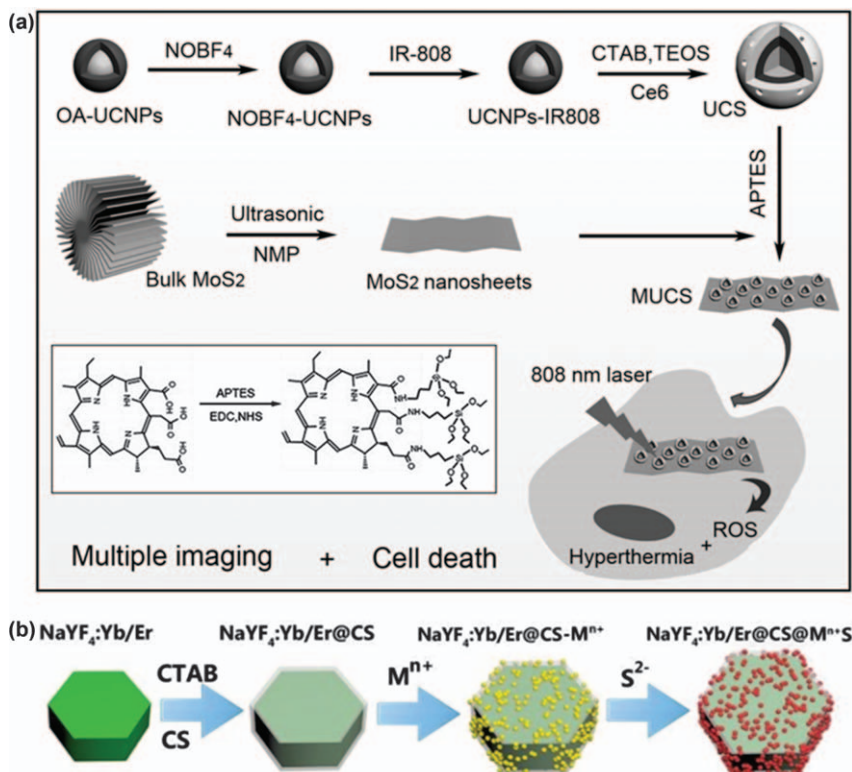 (a)
NOBF4
IR-808
CTAB,TEOS
Ce6
OA-UCNPs
NOBF4-UCNPs
UCNPs-IR808
UCS
APTES
Ultrasonic
NMP
Bulk MoS2
MoS2 nanosheets
MUCS
APTES
EDC,NHS
808 nm laser
ROS
Hyperthermia +
Multiple imaging + Cell death
(b)
NaYF4:Yb/Er
NaYF4:Yb/Er@CS
NaYF4:Yb/Er@CS-Mn+
NaYF4:Yb/Er@CS@Mn+S
CTAB
CS
Mn+
S2-